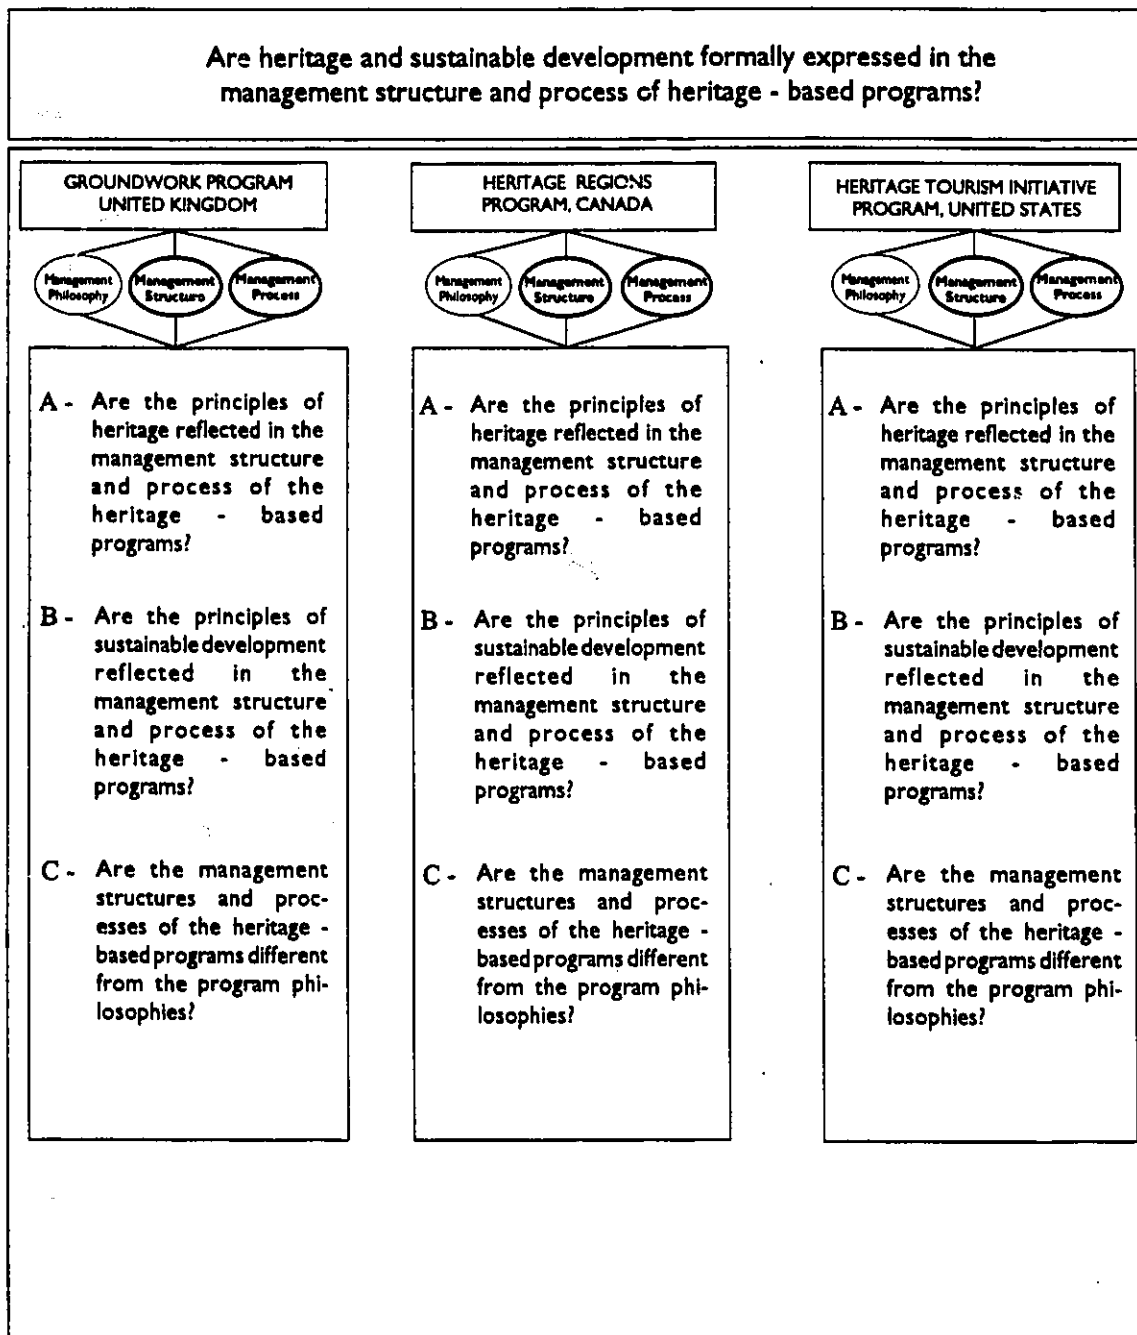 Are heritage and sustainable development formally expressed in the
management structure and process of heritage - based programs?
GROUNDWORK PROGRAM
UNITED KINGDOM
Management
Philosophy
Management
Structure
Management
Process
A - Are the principles of
heritage reflected in the
management structure
and process of the
heritage - based
programs?
B - Are the principles of
sustainable development
reflected in the
management structure
and process of the
heritage - based
programs?
C - Are the management
structures and proc-
esses of the heritage -
based programs different
from the program phi-
losophies?
HERITAGE REGIONS
PROGRAM, CANADA
Management
Philosophy
Management
Structure
Management
Process
A - Are the principles of
heritage reflected in the
management structure
and process of the
heritage - based
programs?
B - Are the principles of
sustainable development
reflected in the
management structure
and process of the
heritage - based
programs?
C - Are the management
structures and proc-
esses of the heritage -
based programs different
from the program phi-
losophies?
HERITAGE TOURISM INITIATIVE
PROGRAM, UNITED STATES
Management
Philosophy
Management
Structure
Management
Process
A - Are the principles of
heritage reflected in the
management structure
and process of the
heritage - based
programs?
B - Are the principles of
sustainable development
reflected in the
management structure
and process of the
heritage - based
programs?
C - Are the management
structures and proc-
esses of the heritage -
based programs different
from the program phi-
losophies?